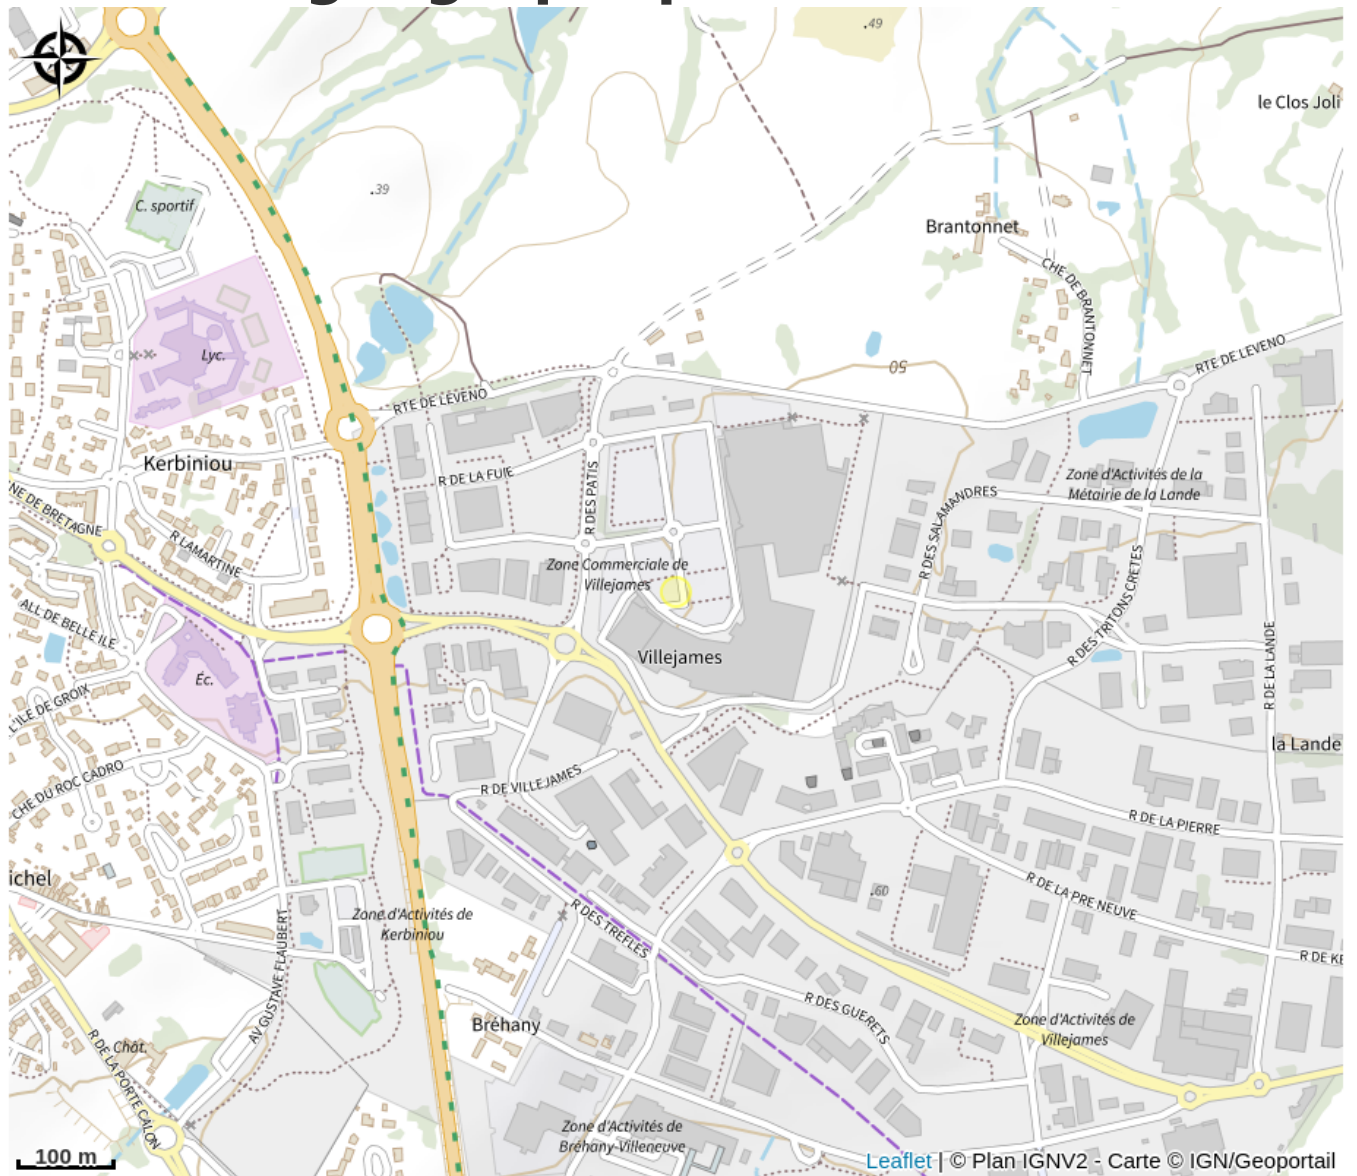 .49
le Clos Joli
.39
C. sportif
Brantonnet
CHE DE BRANTONNET
Lyc.
RTE DE LEVENO
50
RTE DE LEVENO
Kerbiniou
R DE LA FUIE
R DES PATIS
Zone d'Activités de la
Métairie de la Lande
R DES SALAMANDRES
NE DE BRETAGNE
R LAMARTINE
Zone Commerciale de
Villejames
R DES TRITONS CRETES
ALL DE BELLE ILE
Villejames
R DE LA LANDE
Éc.
L'ILE DE GROIX
la Lande
CHE DU ROC CADRO
R DE VILLEJAMES
R DE LA PIERRE
ichel
.60
R DE LA PRE NEUVE
Zone d'Activités de
Kerbiniou
R DES TREFLES
AV GUSTAVE FLAUBERT
R DE KE
R DES GUERETS
Bréhany
Zone d'Activités de
Villejames
Chât.
R DE LA PORTE CALON
Zone d'Activités de
Bréhany-Villeneuve
100 m
Leaflet | © Plan IGNV2 - Carte © IGN/Geoportail